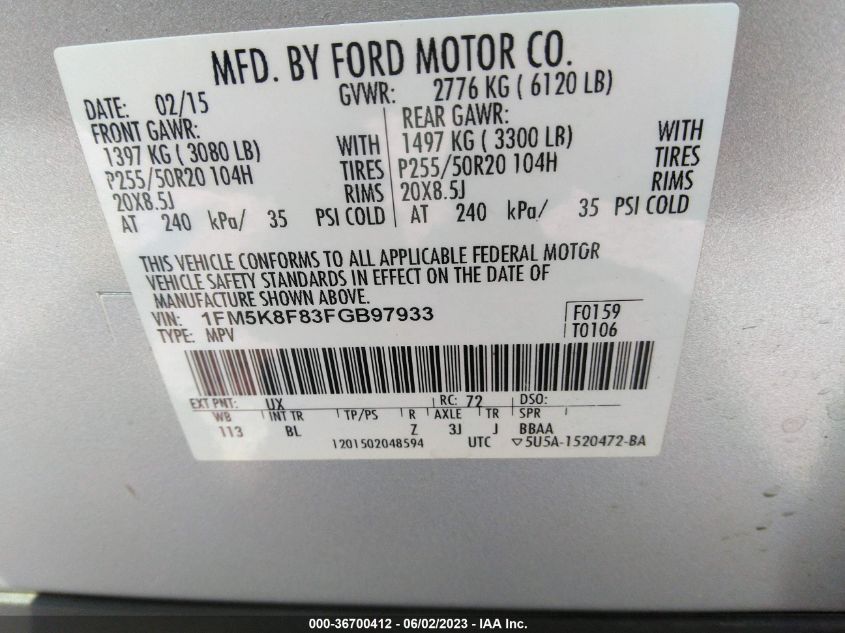 MFD. BY FORD MOTOR CO.
DATE: 02/15 GVWR: 2776 KG ( 6120 LB)
FRONT GAWR: REAR GAWR:
1397 KG ( 3080 LB) WITH 1497 KG ( 3300 LB) WITH
P255/50R20 104H TIRES P255/50R20 104H TIRES
20X8.5J RIMS 20X8.5J RIMS
AT 240 kPa/ 35 PSI COLD AT 240 kPa/ 35 PSI COLD
THIS VEHICLE CONFORMS TO ALL APPLICABLE FEDERAL MOTOR
VEHICLE SAFETY STANDARDS IN EFFECT ON THE DATE OF
MANUFACTURE SHOWN ABOVE.
VIN: 1FM5K8F83FGB97933 F0159
TYPE: MPV T0106
EXT PNT: UX RC: 72 DSO:
WB INT TR TP/PS R AXLE TR SPR
113 BL Z 3J J BBAA
1201502048594 UTC ▽5U5A-1520472-BA
000-36700412 - 06/02/2023 - IAA Inc.